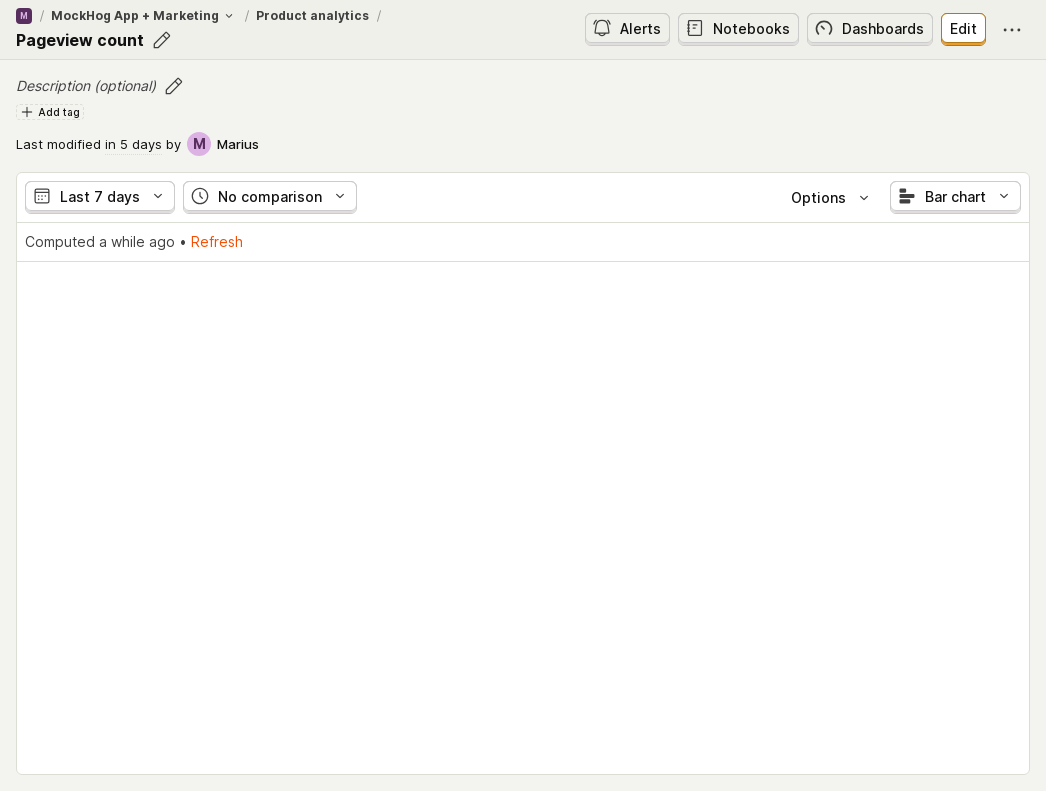 M / MockHog App + Marketing / Product analytics /
Pageview count
Alerts
Notebooks
Dashboards
Edit
Description (optional)
Add tag
Last modified in 5 days by M Marius
Last 7 days
No comparison
Options
Bar chart
Computed a while ago • Refresh